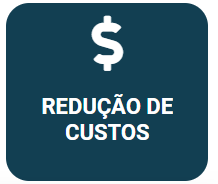 $
REDUÇÃO DE
CUSTOS